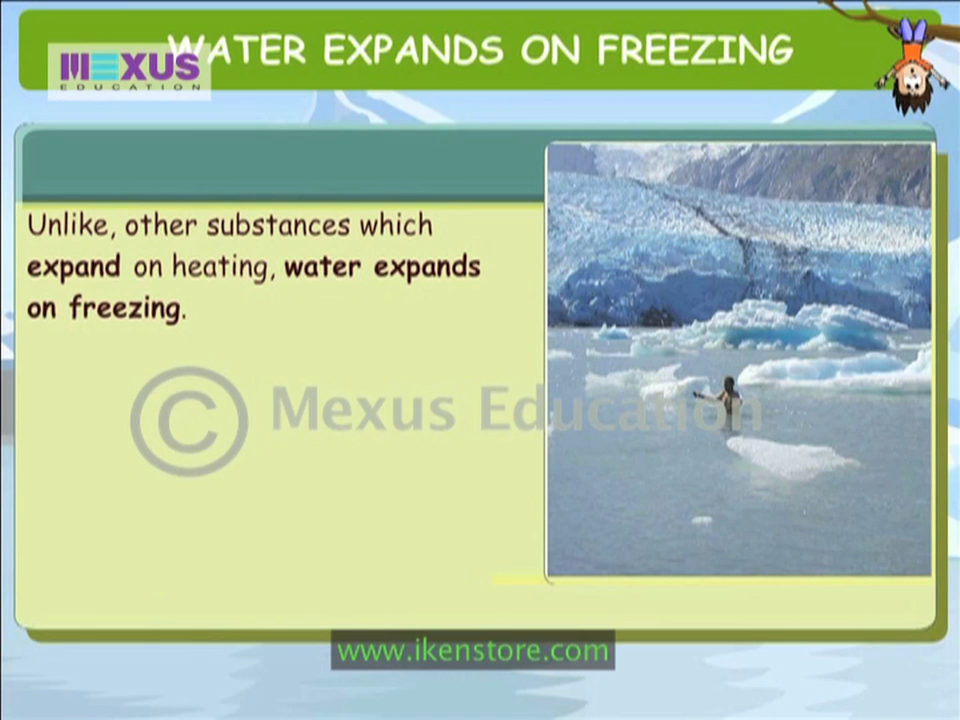 WATER EXPANDS ON FREEZING
MEXUS
EDUCATION
Unlike, other substances which
expand on heating, water expands
on freezing.
© Mexus Education
www.ikenstore.com